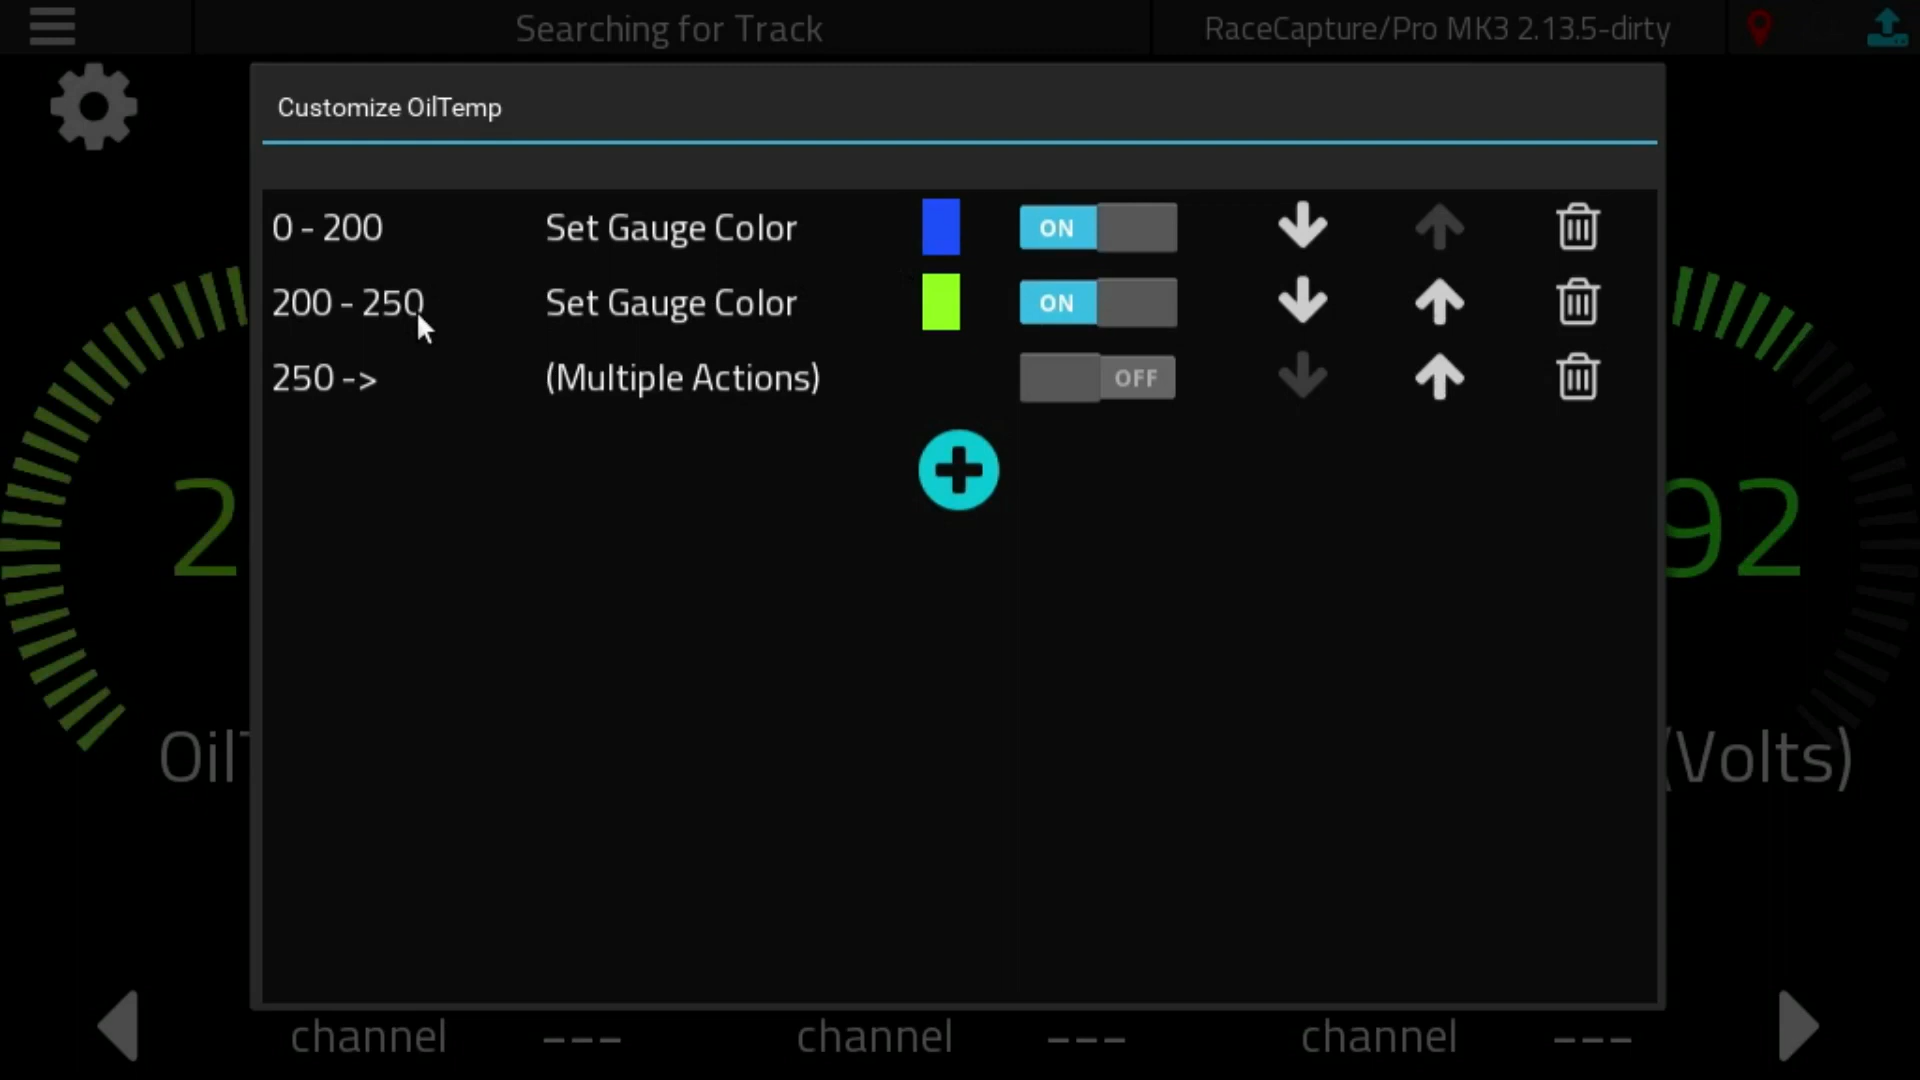 Searching for Track
RaceCapture/Pro MK3 2.13.5-dirty
Customize OilTemp
0 - 200 Set Gauge Color ON
200 - 250 Set Gauge Color ON
250 -> (Multiple Actions) OFF
2
92
OilT
(Volts)
channel --- channel --- channel ---